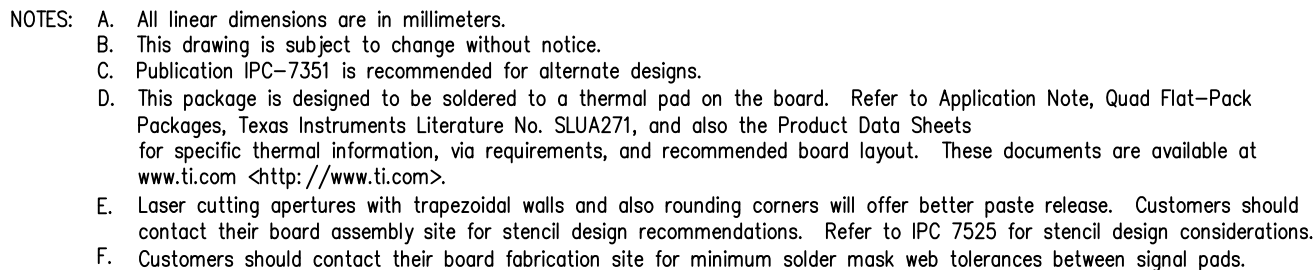 NOTES: A. All linear dimensions are in millimeters.
B. This drawing is subject to change without notice.
C. Publication IPC-7351 is recommended for alternate designs.
D. This package is designed to be soldered to a thermal pad on the board. Refer to Application Note, Quad Flat-Pack
Packages, Texas Instruments Literature No. SLUA271, and also the Product Data Sheets
for specific thermal information, via requirements, and recommended board layout. These documents are available at
www.ti.com <http://www.ti.com>.
E. Laser cutting apertures with trapezoidal walls and also rounding corners will offer better paste release. Customers should
contact their board assembly site for stencil design recommendations. Refer to IPC 7525 for stencil design considerations.
F. Customers should contact their board fabrication site for minimum solder mask web tolerances between signal pads.